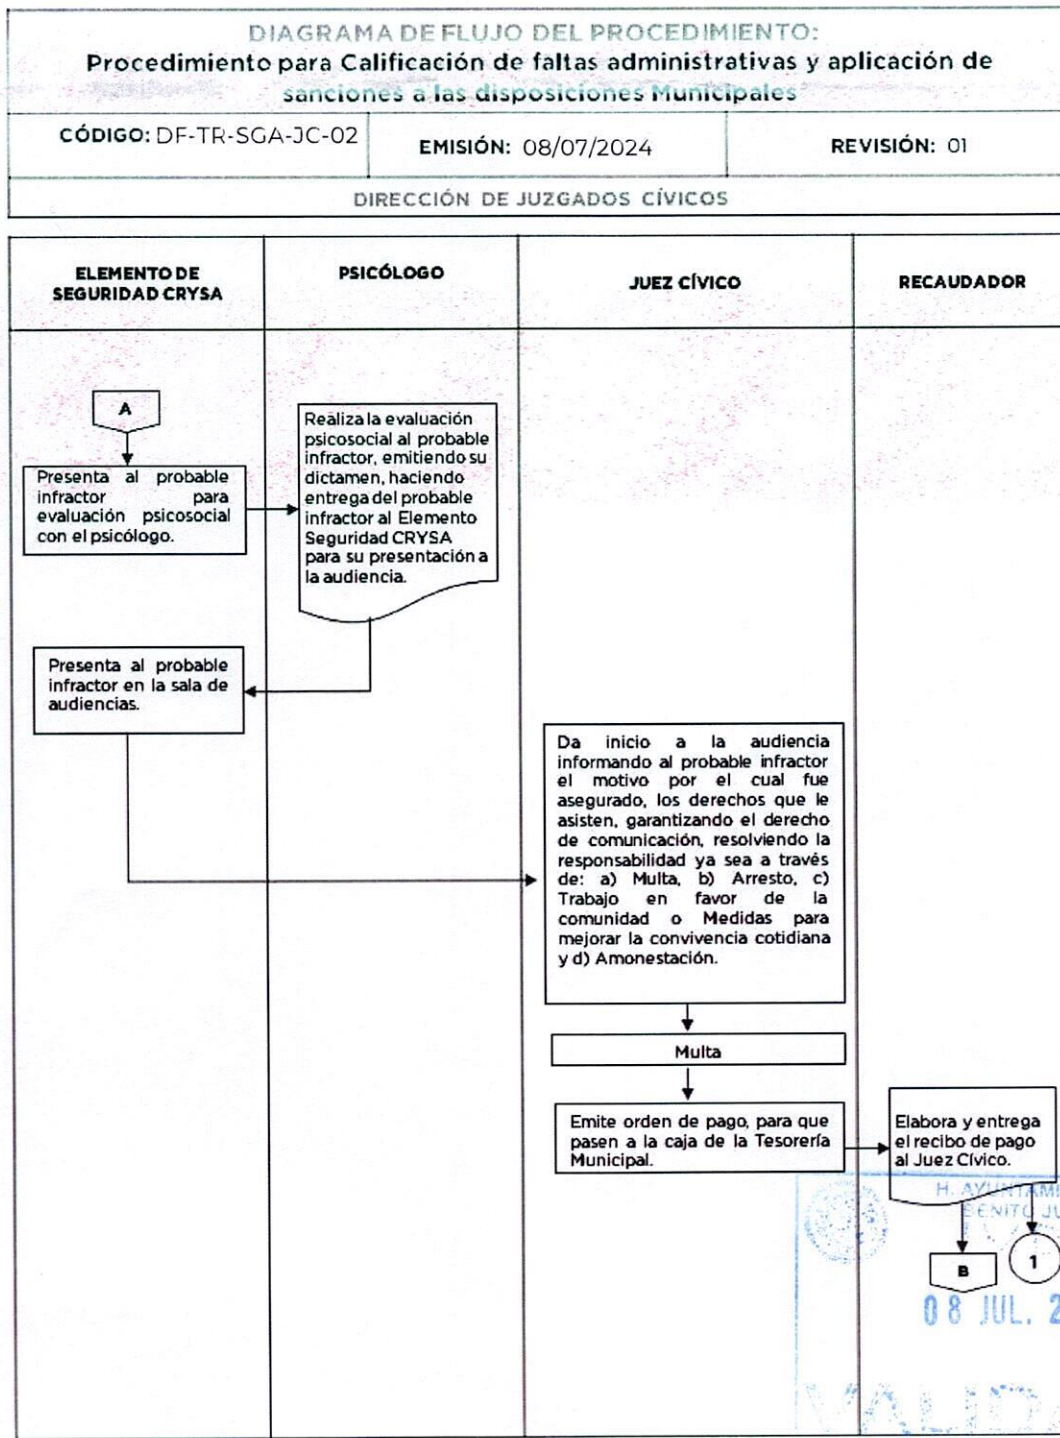 DIAGRAMA DE FLUJO DEL PROCEDIMIENTO:
Procedimiento para Calificación de faltas administrativas y aplicación de
sanciones a las disposiciones Municipales
CÓDIGO: DF-TR-SGA-JC-02
EMISIÓN: 08/07/2024
REVISIÓN: 01
DIRECCIÓN DE JUZGADOS CÍVICOS
ELEMENTO DE
SEGURIDAD CRYSA
PSICÓLOGO
JUEZ CÍVICO
RECAUDADOR
A
Presenta al probable
infractor para
evaluación psicosocial
con el psicólogo.
Realiza la evaluación
psicosocial al probable
infractor, emitiendo su
dictamen, haciendo
entrega del probable
infractor al Elemento
Seguridad CRYSA
para su presentación a
la audiencia.
Presenta al probable
infractor en la sala de
audiencias.
Da inicio a la audiencia
informando al probable infractor
el motivo por el cual fue
asegurado, los derechos que le
asisten, garantizando el derecho
de comunicación, resolviendo la
responsabilidad ya sea a través
de: a) Multa, b) Arresto, c)
Trabajo en favor de la
comunidad o Medidas para
mejorar la convivencia cotidiana
y d) Amonestación.
Multa
Emite orden de pago, para que
pasen a la caja de la Tesorería
Municipal.
Elabora y entrega
el recibo de pago
al Juez Cívico.
H. AYUNTAMI
BENITO JU
B
1
08 JUL. 2
VALIDA